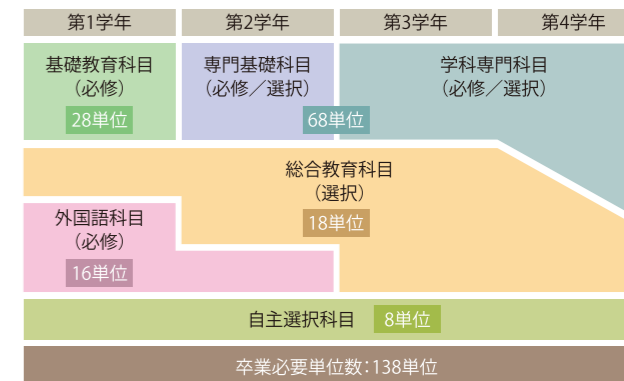 第1学年
第2学年
第3学年
第4学年
基礎教育科目
（必修）
28単位
専門基礎科目
（必修／選択）
学科専門科目
（必修／選択）
68単位
総合教育科目
（選択）
18単位
外国語科目
（必修）
16単位
自主選択科目 8単位
卒業必要単位数：138単位